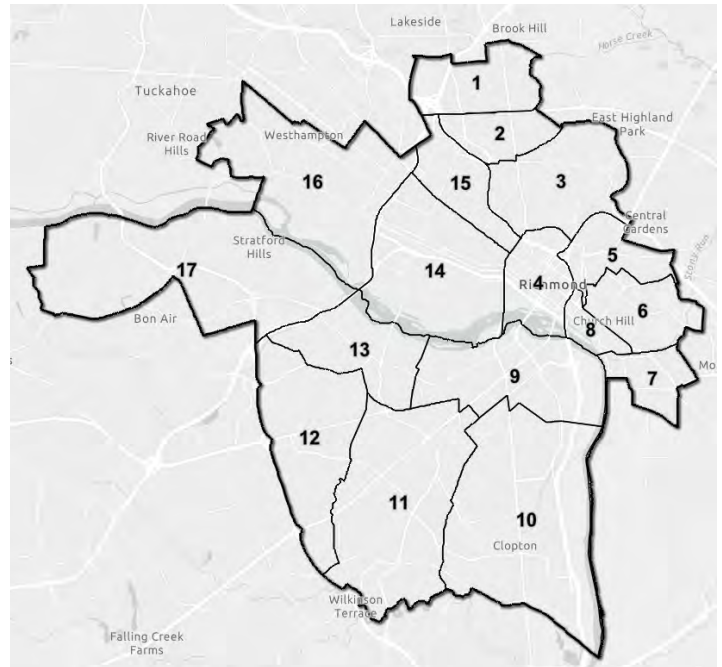 Lakeside
Brook Hill
Horse Creek
1
Tuckahoe
East Highland
Park
2
River Road
Hills
Westhampton
16
15
3
Central
Gardens
Stony Run
Stratford
Hills
5
17
14
4
Richmond
6
Bon Air
Church Hill
8
13
9
7
Mo
12
11
10
Clopton
Wilkinson
Terrace
Falling Creek
Farms